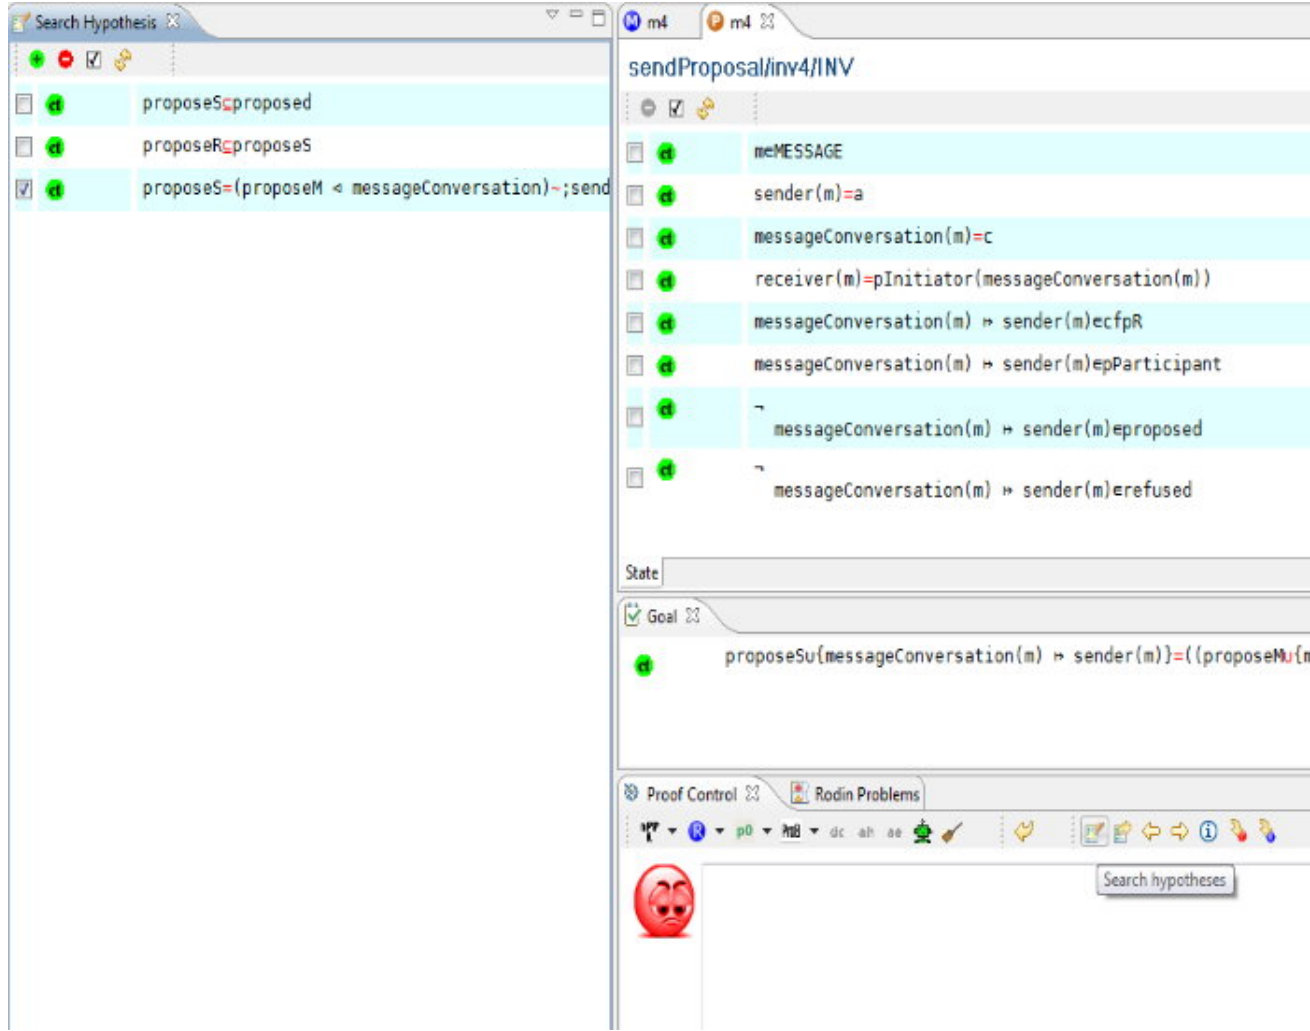 Search Hypothesis
proposeS⊆proposed
proposeR⊆proposeS
proposeS=(proposeM ◁ messageConversation)~;send
m4
m4
sendProposal/inv4/INV
m∈MESSAGE
sender(m)=a
messageConversation(m)=c
receiver(m)=pInitiator(messageConversation(m))
messageConversation(m) ↦ sender(m)∈cfpR
messageConversation(m) ↦ sender(m)∈pParticipant
¬
messageConversation(m) ↦ sender(m)∈proposed
¬
messageConversation(m) ↦ sender(m)∈refused
State
Goal
proposeS∪{messageConversation(m) ↦ sender(m)}=((proposeM∪{m
Proof Control
Rodin Problems
R p0 dc ah ae
Search hypotheses